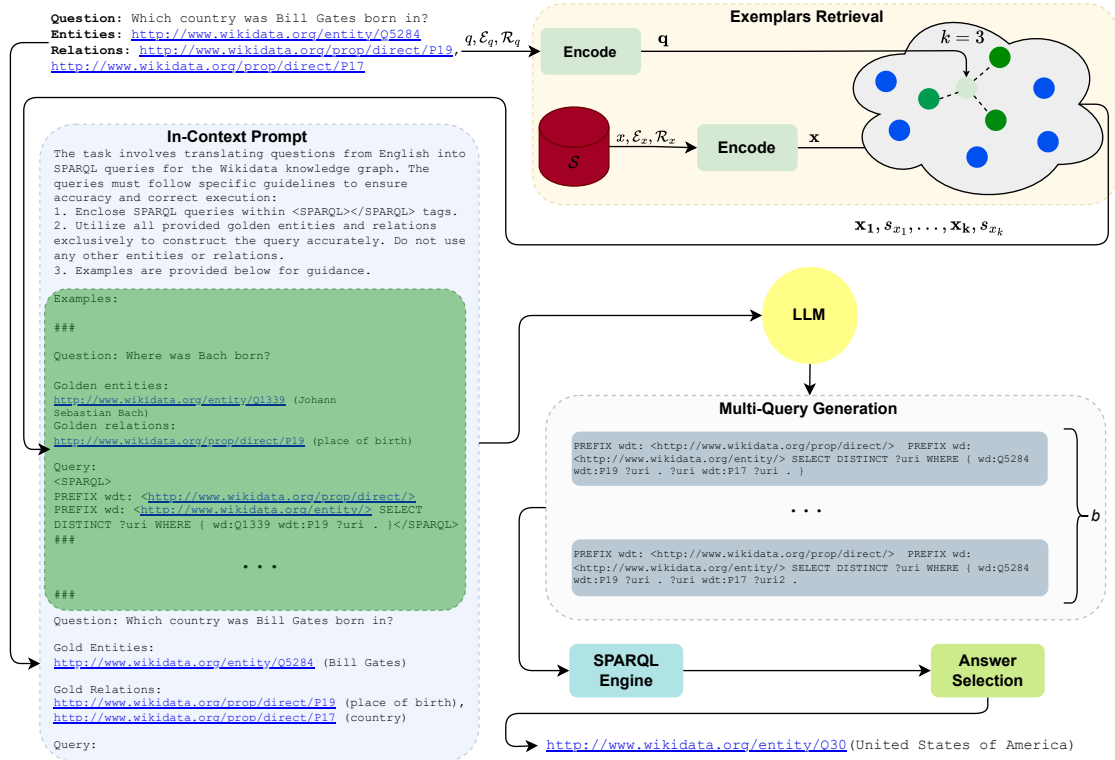 Question: Which country was Bill Gates born in?
Entities: http://www.wikidata.org/entity/Q5284
Relations: http://www.wikidata.org/prop/direct/P19,
http://www.wikidata.org/prop/direct/P17
q, ℰ_q, ℛ_q
Exemplars Retrieval
Encode
q
k = 3
S
x, ℰ_x, ℛ_x
Encode
x
x₁, s_{x_1}, . . . , x_k, s_{x_k}
In-Context Prompt
The task involves translating questions from English into
SPARQL queries for the Wikidata knowledge graph. The
queries must follow specific guidelines to ensure
accuracy and correct execution:
1. Enclose SPARQL queries within <SPARQL></SPARQL> tags.
2. Utilize all provided golden entities and relations
exclusively to construct the query accurately. Do not use
any other entities or relations.
3. Examples are provided below for guidance.
Examples:
###
Question: Where was Bach born?
Golden entities:
http://www.wikidata.org/entity/Q1339 (Johann
Sebastian Bach)
Golden relations:
http://www.wikidata.org/prop/direct/P19 (place of birth)
Query:
<SPARQL>
PREFIX wdt: <http://www.wikidata.org/prop/direct/>
PREFIX wd: <http://www.wikidata.org/entity/> SELECT
DISTINCT ?uri WHERE { wd:Q1339 wdt:P19 ?uri . }</SPARQL>
###
. . .
###
Question: Which country was Bill Gates born in?
Gold Entities:
http://www.wikidata.org/entity/Q5284 (Bill Gates)
Gold Relations:
http://www.wikidata.org/prop/direct/P19 (place of birth),
http://www.wikidata.org/prop/direct/P17 (country)
Query:
LLM
Multi-Query Generation
PREFIX wdt: <http://www.wikidata.org/prop/direct/>  PREFIX wd:
<http://www.wikidata.org/entity/> SELECT DISTINCT ?uri WHERE { wd:Q5284
wdt:P19 ?uri . ?uri wdt:P17 ?uri . }
. . .
PREFIX wdt: <http://www.wikidata.org/prop/direct/>  PREFIX wd:
<http://www.wikidata.org/entity/> SELECT DISTINCT ?uri WHERE { wd:Q5284
wdt:P19 ?uri . ?uri wdt:P17 ?uri2 .
b
SPARQL
Engine
Answer
Selection
http://www.wikidata.org/entity/Q30(United States of America)